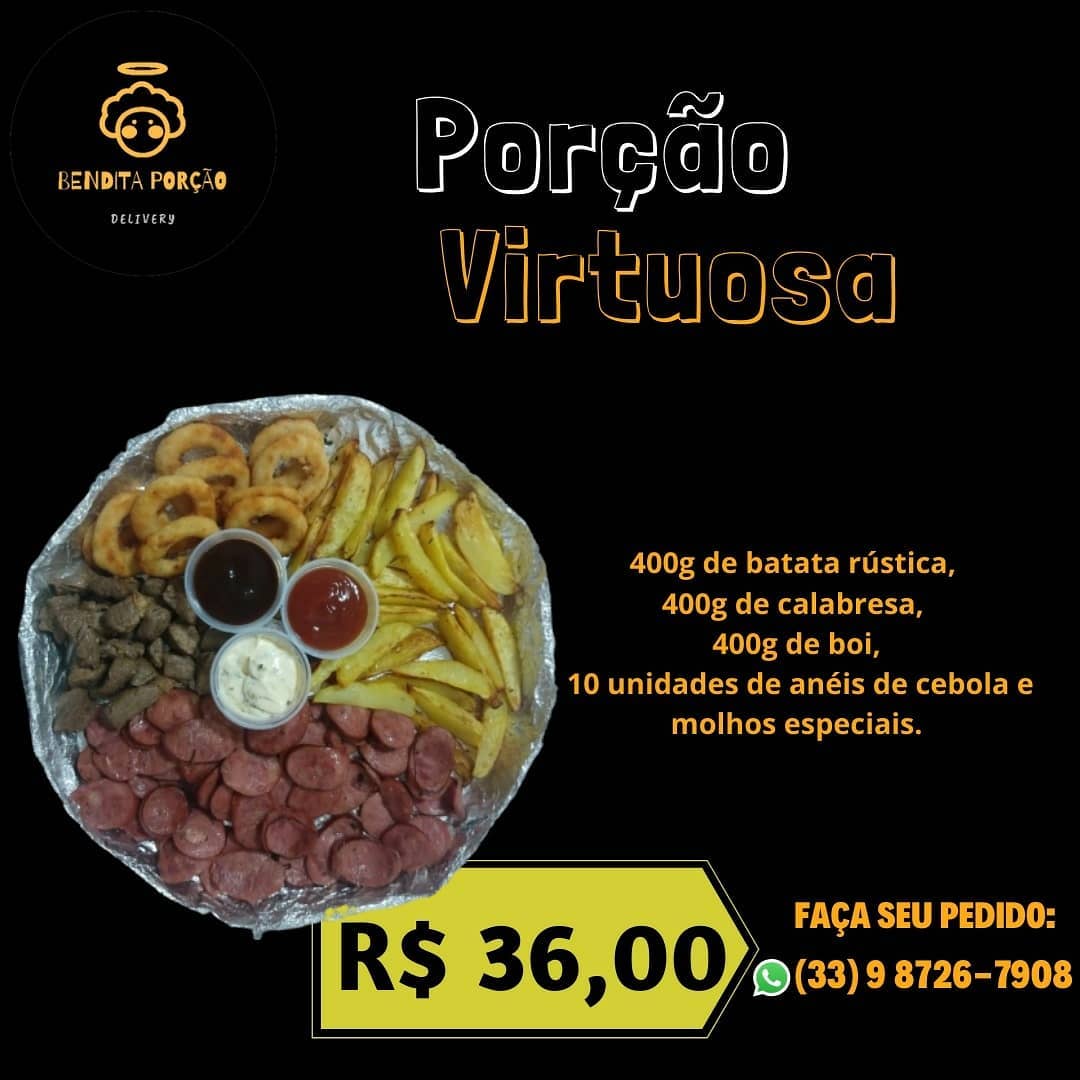 BENDITA PORÇÃO
DELIVERY
Porção
Virtuosa
400g de batata rústica,
400g de calabresa,
400g de boi,
10 unidades de anéis de cebola e
molhos especiais.
R$ 36,00
FAÇA SEU PEDIDO:
(33) 9 8726-7908